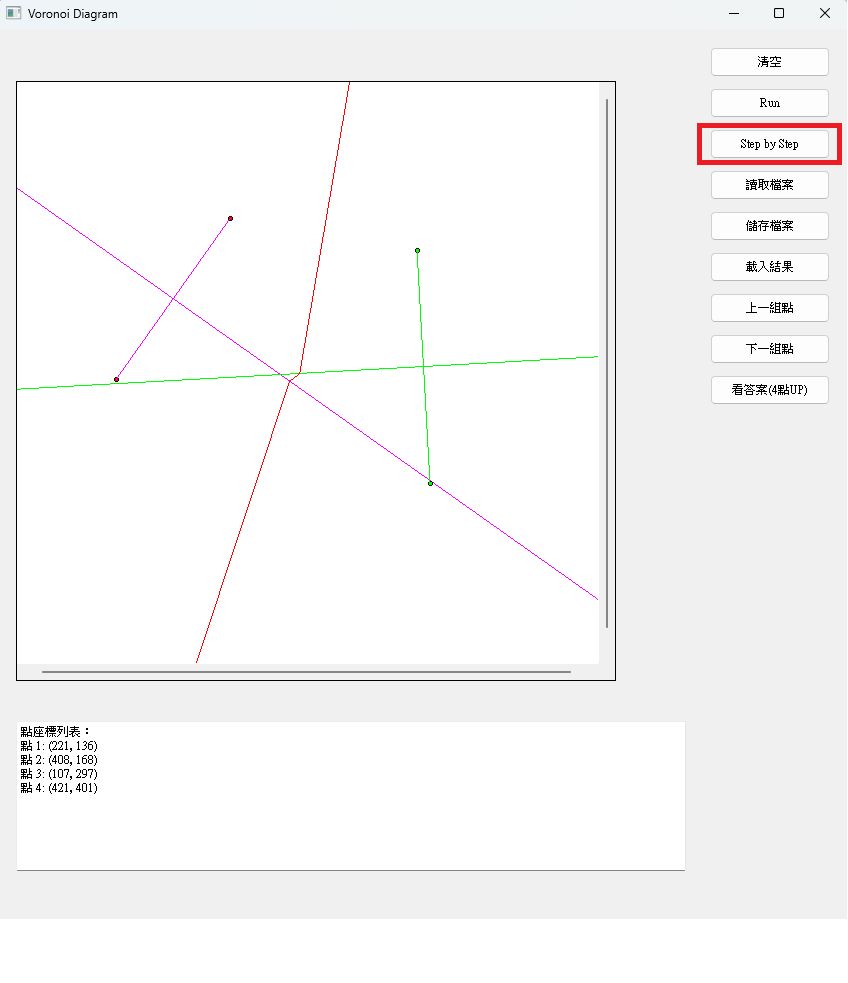 Voronoi Diagram
清空
Run
Step by Step
讀取檔案
儲存檔案
載入結果
上一組點
下一組點
看答案(4點UP)
點座標列表：
點 1: (221, 136)
點 2: (408, 168)
點 3: (107, 297)
點 4: (421, 401)